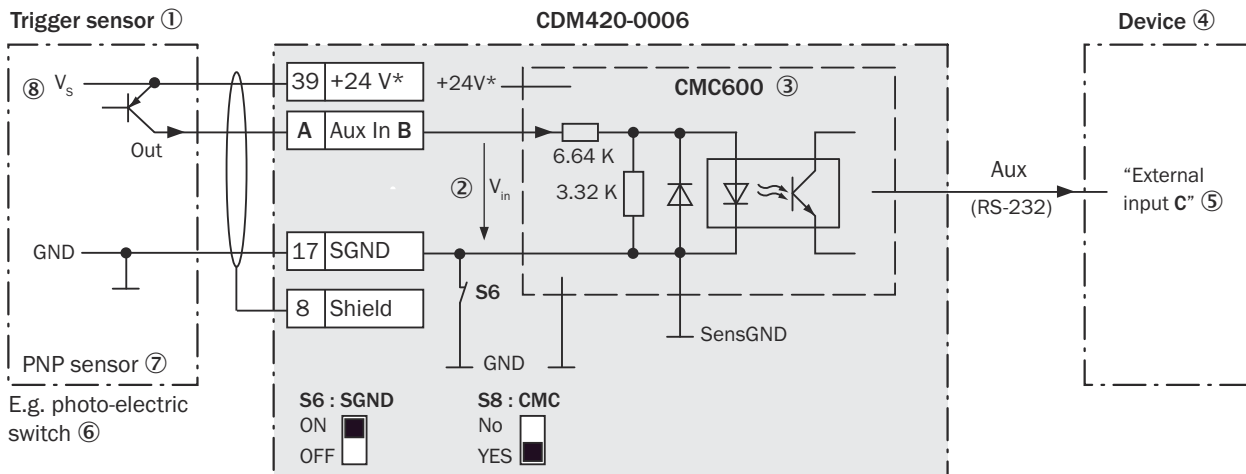 Trigger sensor ①
CDM420-0006
Device ④
⑧ Vs
39 +24 V*
+24V*
CMC600 ③
A Aux In B
Out
6.64 K
3.32 K
② Vin
Aux
(RS-232)
“External
input C” ⑤
GND
17 SGND
S6
8 Shield
SensGND
GND
PNP sensor ⑦
E.g. photo-electric
switch ⑥
S6 : SGND
ON
OFF
S8 : CMC
No
YES